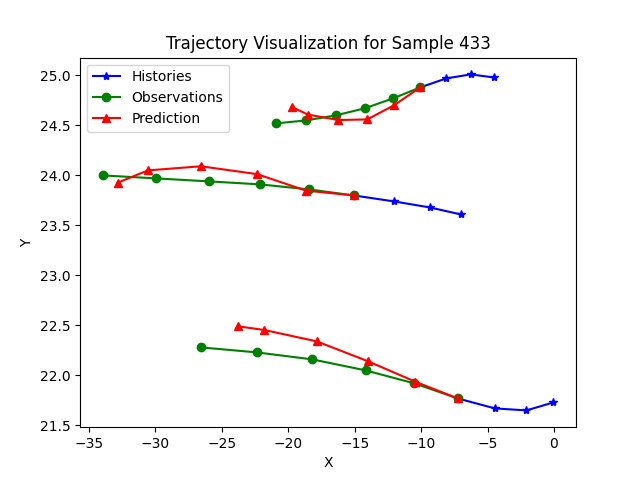 Trajectory Visualization for Sample 433
Histories
Observations
Prediction
25.0
24.5
24.0
23.5
23.0
22.5
22.0
21.5
Y
−35 −30 −25 −20 −15 −10 −5 0
X